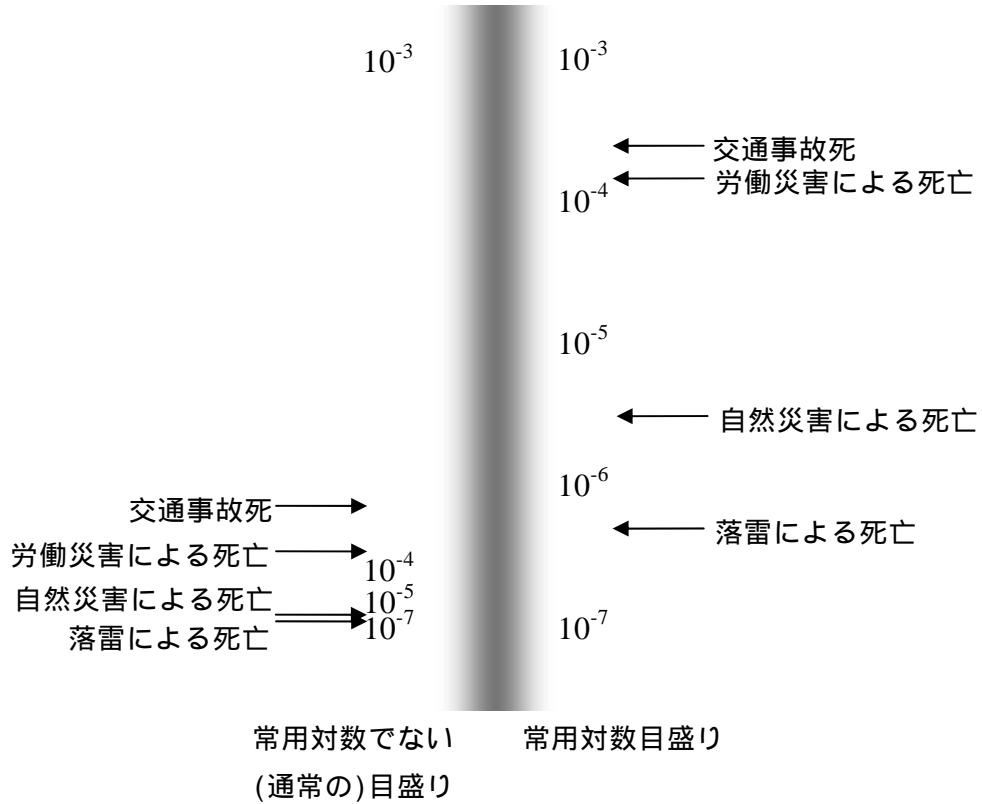 10-3
交通事故死
労働災害による死亡
10-4
自然災害による死亡
10-5
落雷による死亡
10-7
常用対数でない
(通常の)目盛り
10-3
交通事故死
労働災害による死亡
10-4
10-5
自然災害による死亡
10-6
落雷による死亡
10-7
常用対数目盛り